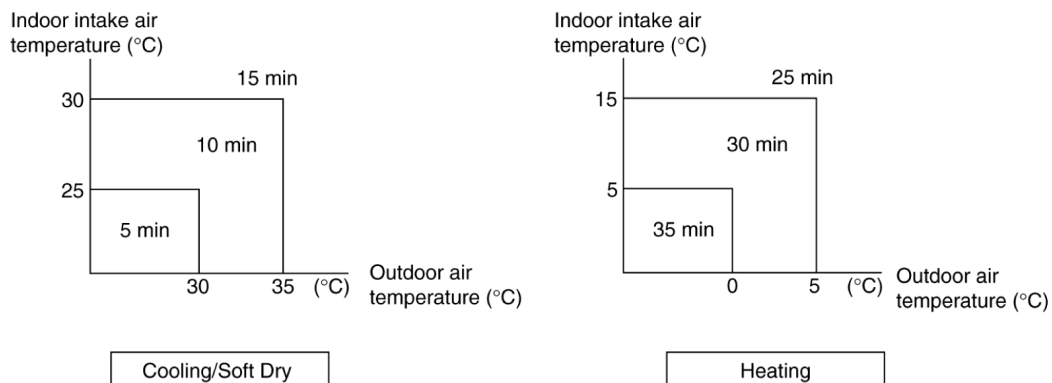 Indoor intake air
temperature (°C)
15 min
30
10 min
25
5 min
30
35
(°C)
Outdoor air
temperature (°C)
Cooling/Soft Dry
Indoor intake air
temperature (°C)
25 min
15
30 min
5
35 min
0
5
(°C)
Outdoor air
temperature (°C)
Heating